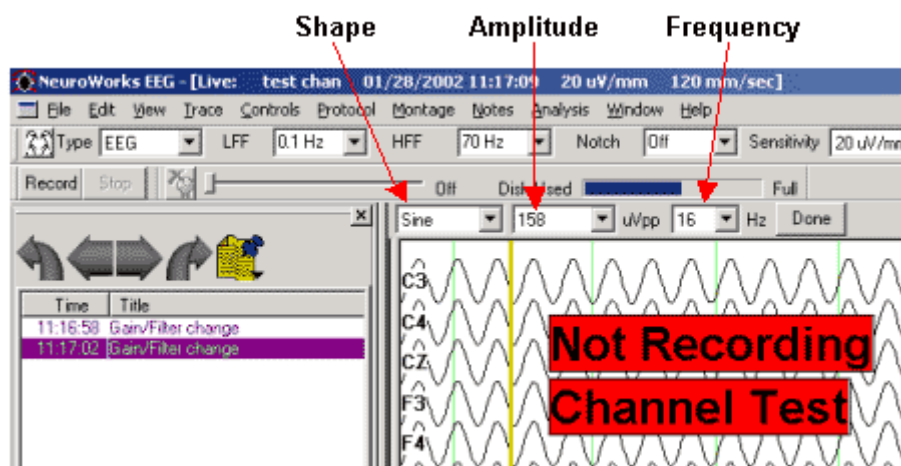 Shape Amplitude Frequency
NeuroWorks EEG - [Live: test chan 01/28/2002 11:17:09 20 uV/mm 120 mm/sec]
File Edit View Trace Controls Protocol Montage Notes Analysis Window Help
Type EEG LFF 0.1 Hz HFF 70 Hz Notch Off Sensitivity 20 uV/mm
Record Stop Off Disk Used Full
Sine 158 uVpp 16 Hz Done
Time Title
11:16:58 Gain/Filter change
11:17:02 Gain/Filter change
C3
C4
CZ
F3
F4
Not Recording
Channel Test